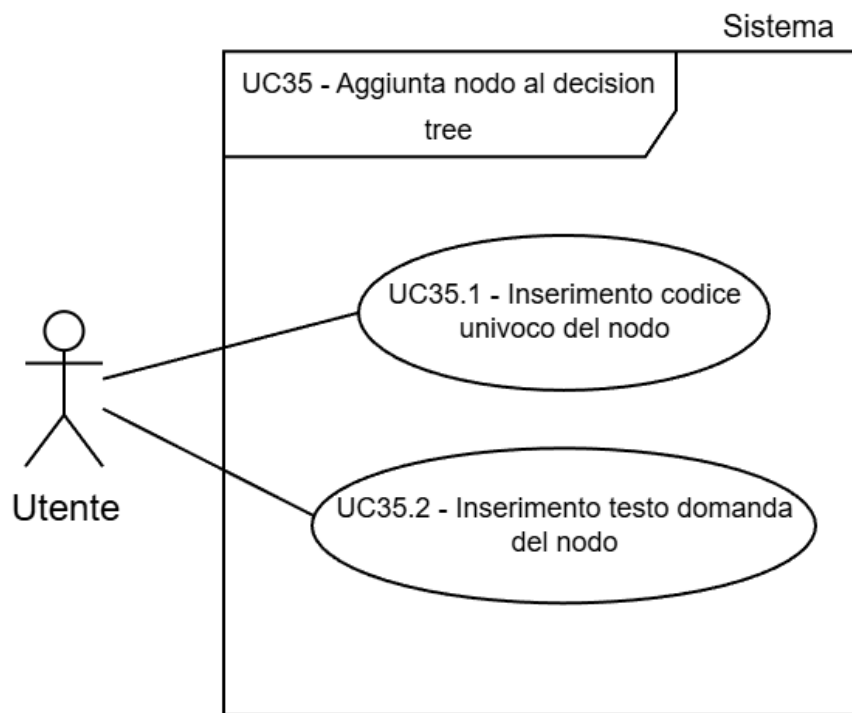 Sistema
UC35 - Aggiunta nodo al decision
tree
UC35.1 - Inserimento codice
univoco del nodo
Utente
UC35.2 - Inserimento testo domanda
del nodo